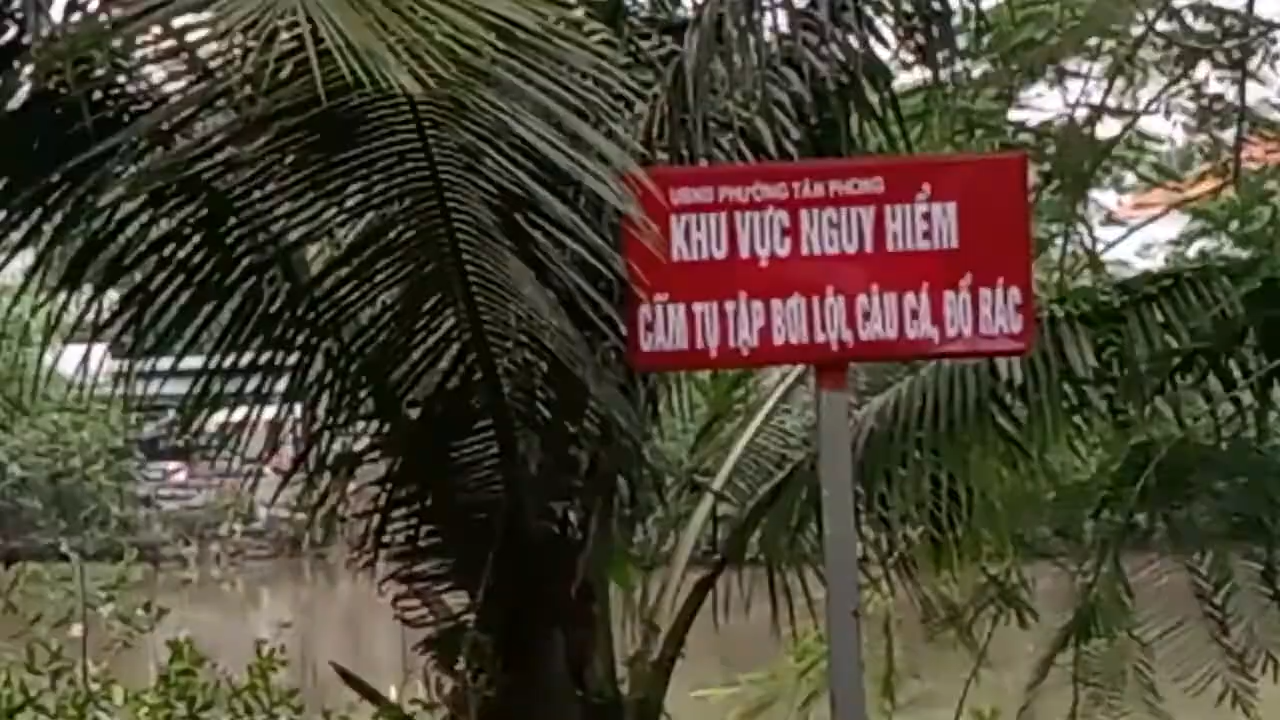 UBND PHƯỜNG TÂN PHONG
KHU VỰC NGUY HIỂM
CẤM TỤ TẬP BƠI LỘI, CÂU CÁ, ĐỔ RÁC